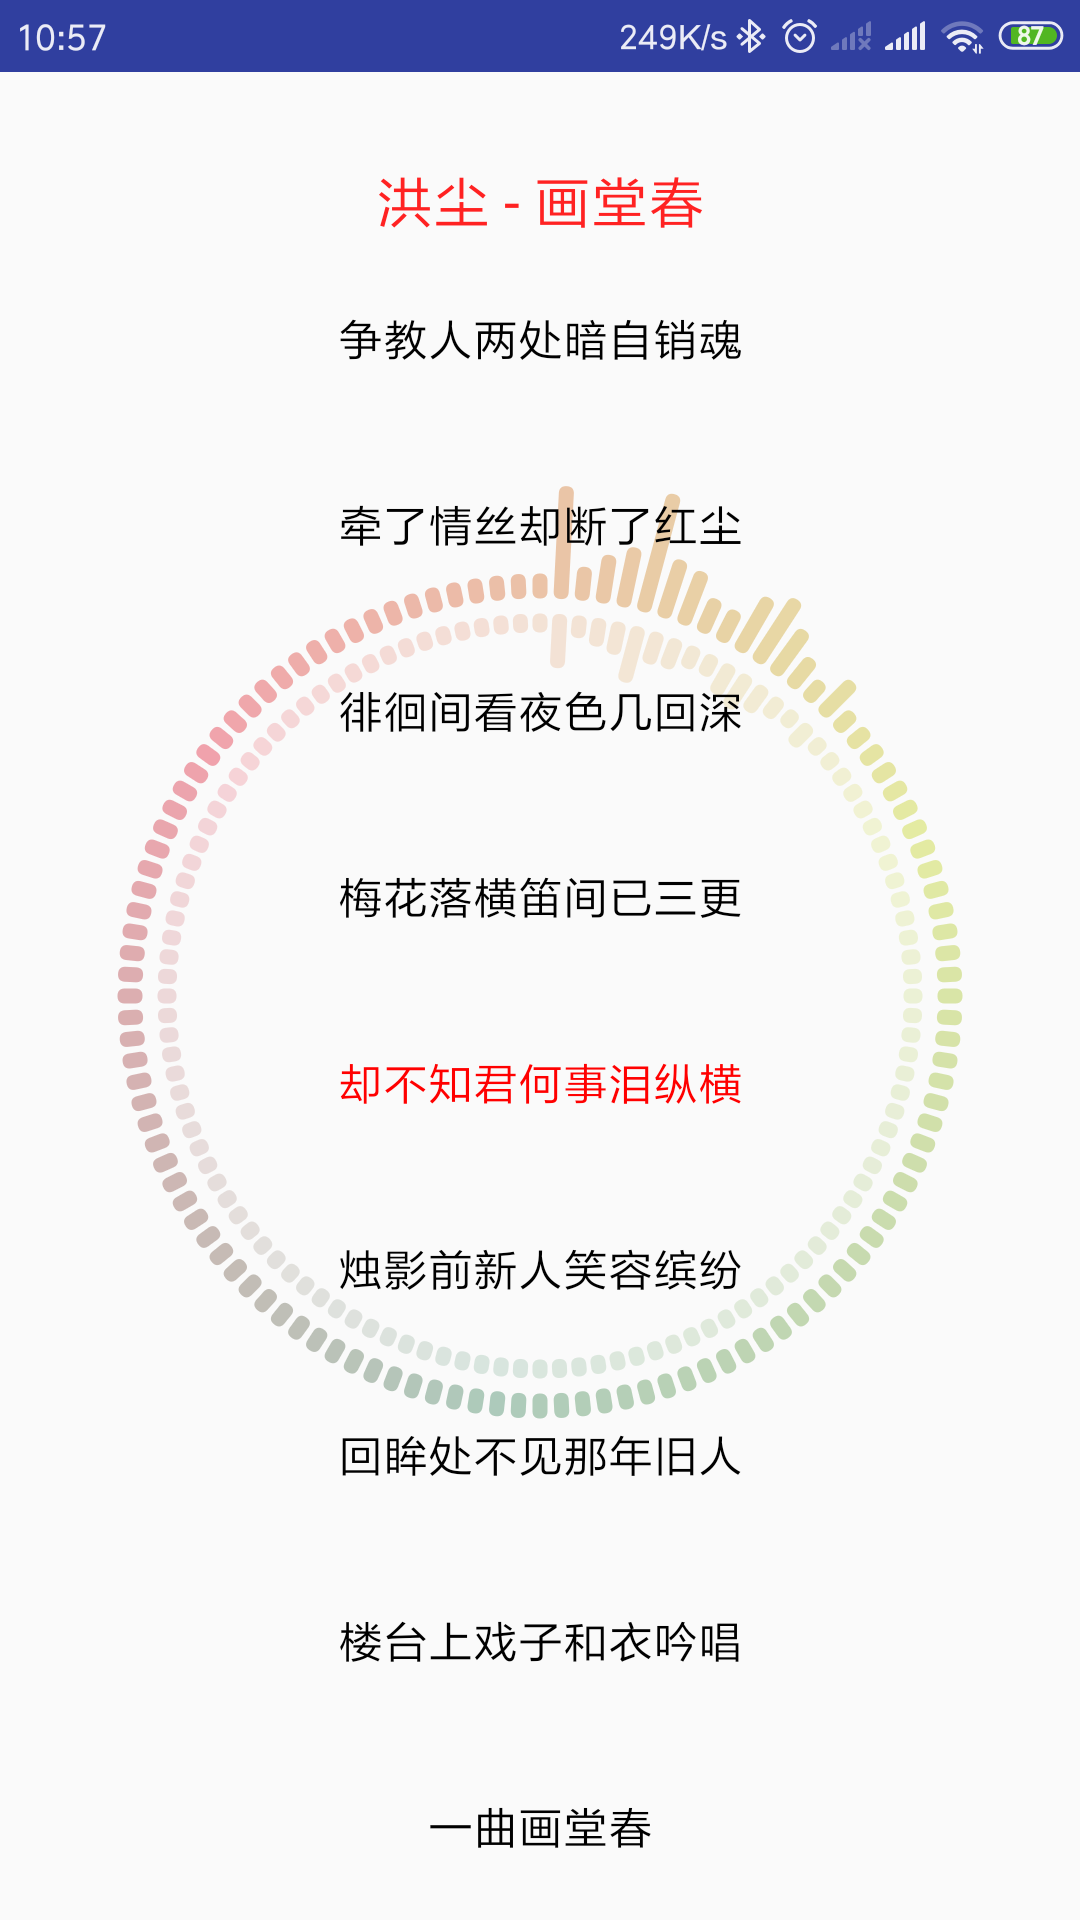 10:57 249K/s 87
洪尘 - 画堂春
争教人两处暗自销魂
牵了情丝却断了红尘
徘徊间看夜色几回深
梅花落横笛间已三更
却不知君何事泪纵横
烛影前新人笑容缤纷
回眸处不见那年旧人
楼台上戏子和衣吟唱
一曲画堂春